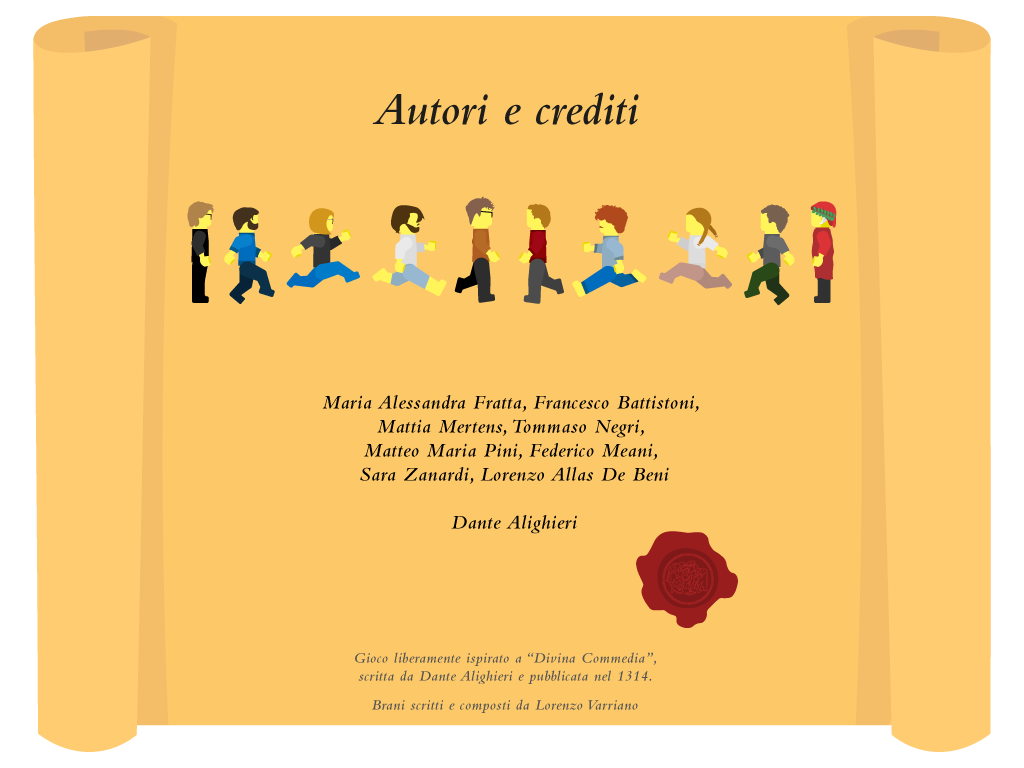 Autori e crediti
Maria Alessandra Fratta, Francesco Battistoni,
Mattia Mertens, Tommaso Negri,
Matteo Maria Pini, Federico Meani,
Sara Zanardi, Lorenzo Allas De Beni
Dante Alighieri
Gioco liberamente ispirato a “Divina Commedia”,
scritta da Dante Alighieri e pubblicata nel 1314.
Brani scritti e composti da Lorenzo Varriano